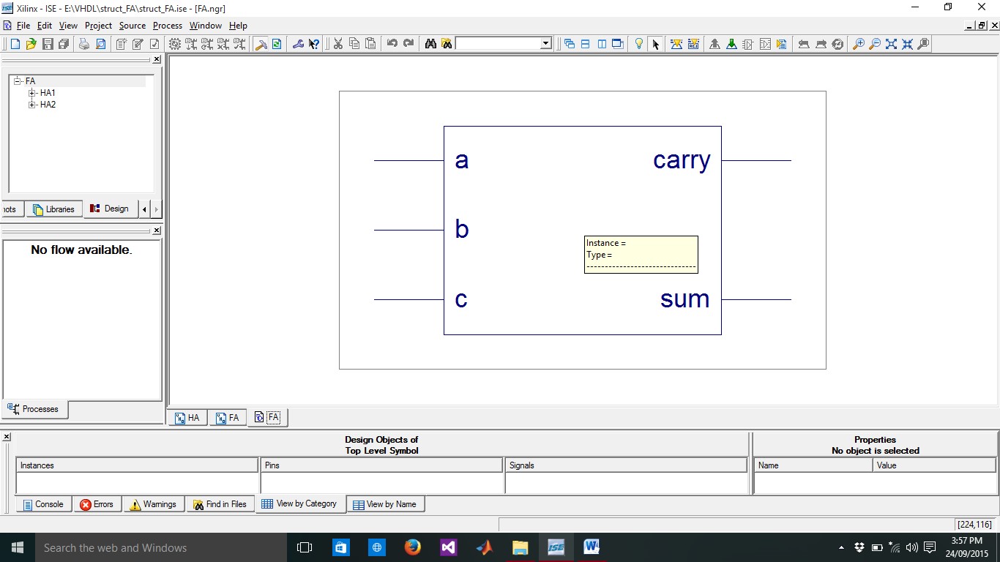 Xilinx - ISE - E:\VHDL\struct_FA\struct_FA.ise - [FA.ngr]
File Edit View Project Source Process Window Help
FA
HA1
HA2
Libraries Design
No flow available.
Processes
a
b
c
carry
Instance =
Type =
------------------------------
sum
HA FA FA
Design Objects of
Top Level Symbol
Properties
No object is selected
Instances Pins Signals Name Value
Console Errors Warnings Find in Files View by Category View by Name
[224,116]
Search the web and Windows
ISE
3:57 PM
24/09/2015